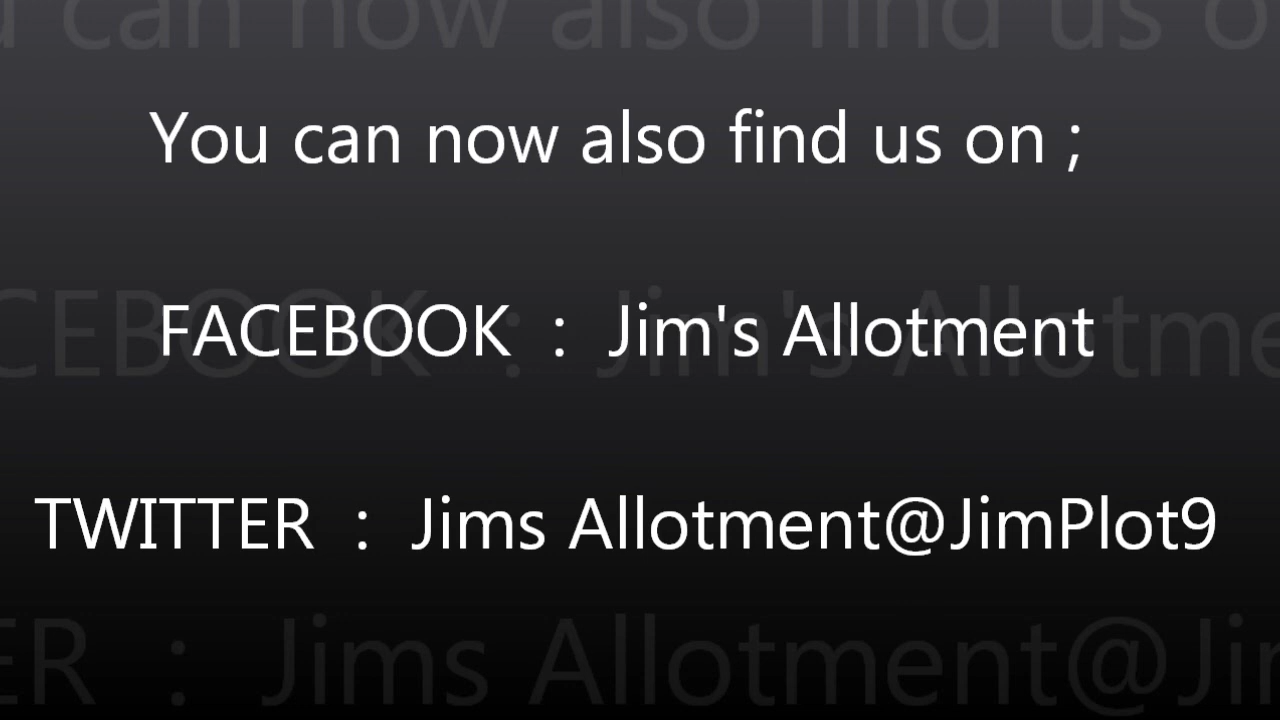 You can now also find us on ;
FACEBOOK : Jim's Allotment
TWITTER : Jims Allotment@JimPlot9